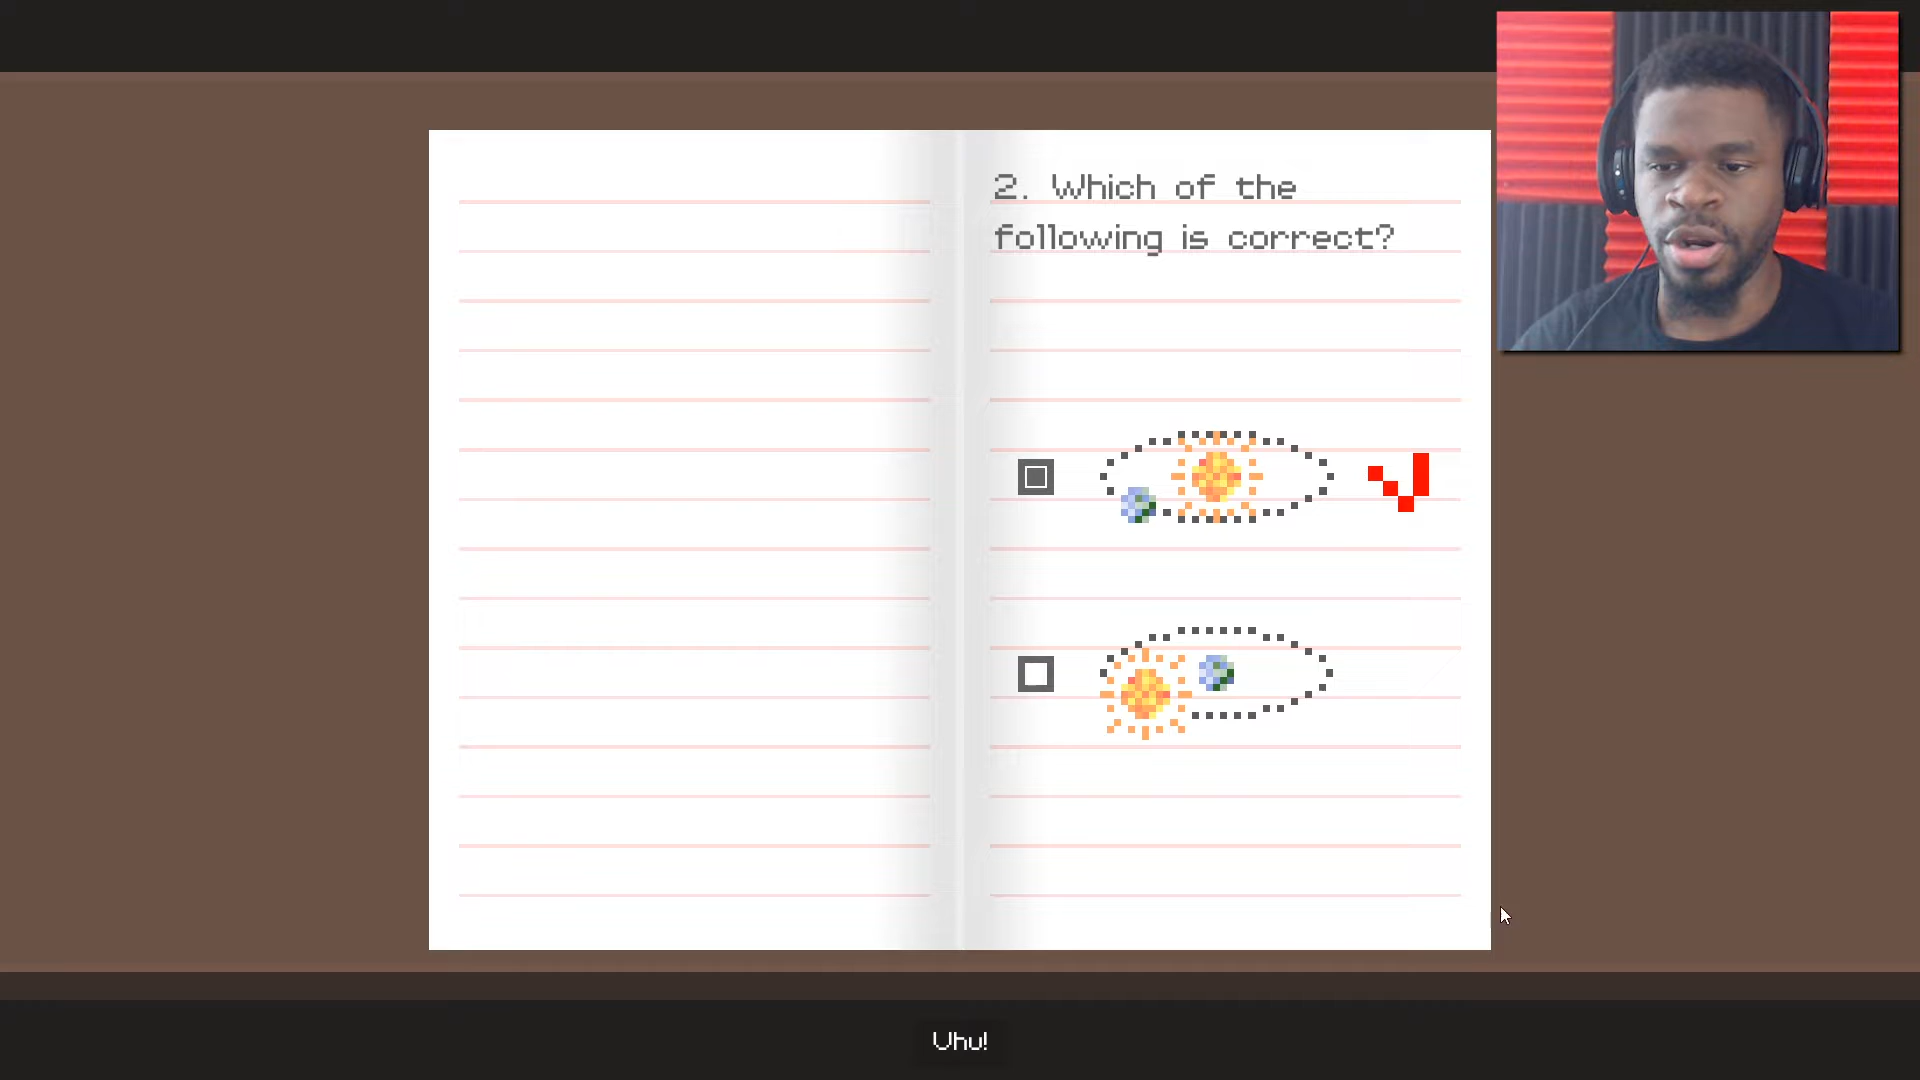 2. Which of the
following is correct?
Uhu!